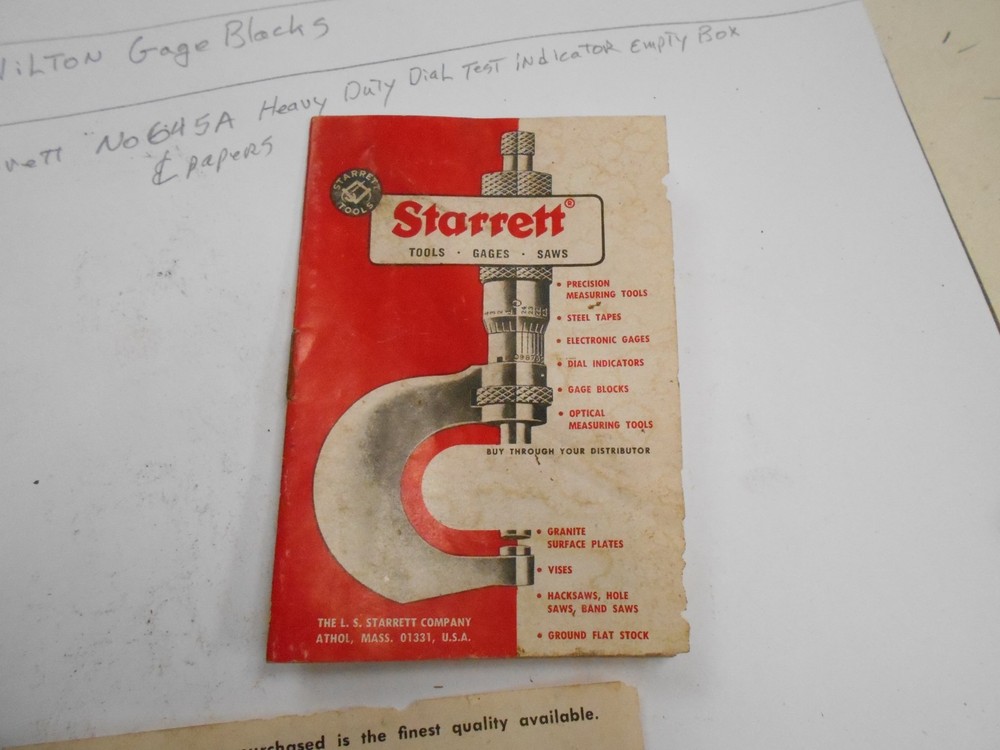 Gage Blocks
No 645A Heavy Duty Dial Test indicator Empty Box
& papers
STARRETT
TOOLS
Starrett®
TOOLS · GAGES · SAWS
• PRECISION
MEASURING TOOLS
• STEEL TAPES
• ELECTRONIC GAGES
• DIAL INDICATORS
• GAGE BLOCKS
• OPTICAL
MEASURING TOOLS
BUY THROUGH YOUR DISTRIBUTOR
• GRANITE
SURFACE PLATES
• VISES
• HACKSAWS, HOLE
SAWS, BAND SAWS
• GROUND FLAT STOCK
THE L. S. STARRETT COMPANY
ATHOL, MASS. 01331, U.S.A.
is the finest quality available.